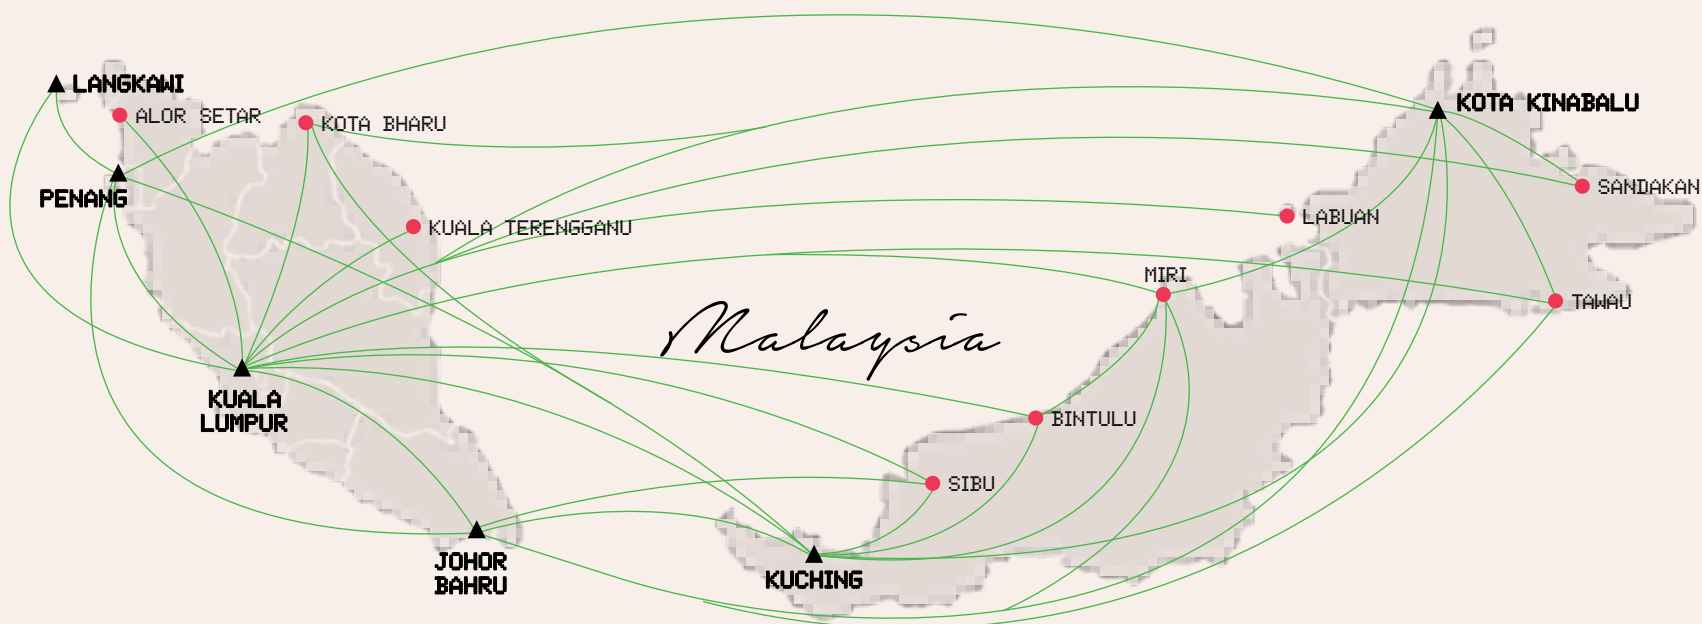 LANGKAWI
ALOR SETAR
KOTA BHARU
KOTA KINABALU
PENANG
SANDAKAN
KUALA TERENGGANU
LABUAN
MIRI
TAWAU
Malaysia
KUALA
LUMPUR
BINTULU
SIBU
JOHOR
BAHRU
KUCHING